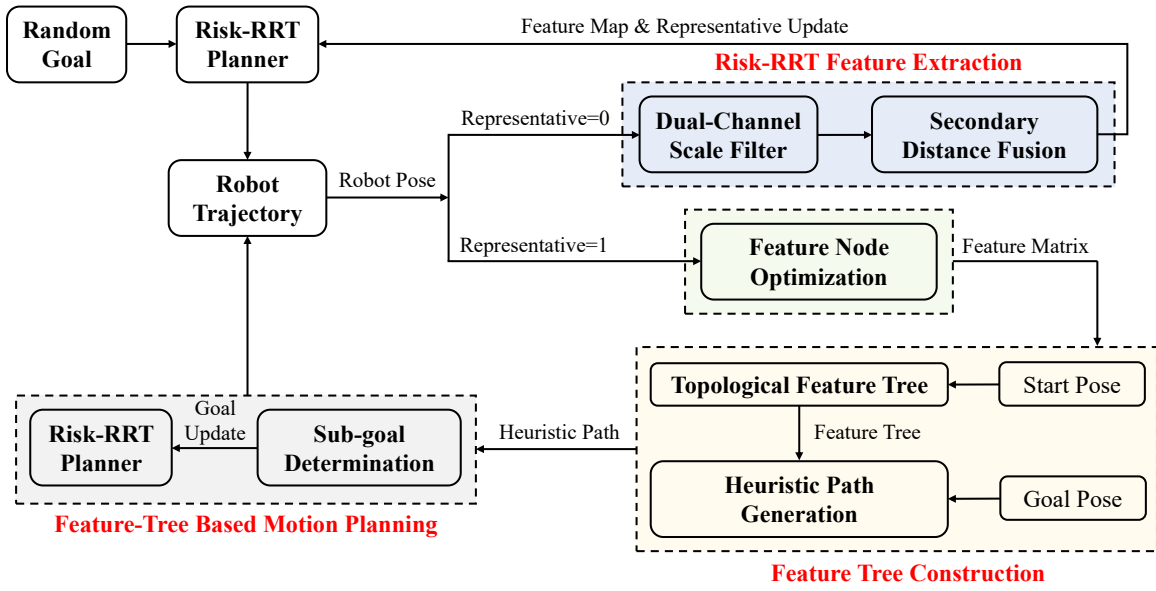 Random
Goal
Risk-RRT
Planner
Feature Map & Representative Update
Risk-RRT Feature Extraction
Representative=0
Dual-Channel
Scale Filter
Secondary
Distance Fusion
Robot
Trajectory
Robot Pose
Representative=1
Feature Node
Optimization
Feature Matrix
Topological Feature Tree
Start Pose
Feature Tree
Heuristic Path
Generation
Goal Pose
Feature Tree Construction
Heuristic Path
Risk-RRT
Planner
Goal
Update
Sub-goal
Determination
Feature-Tree Based Motion Planning